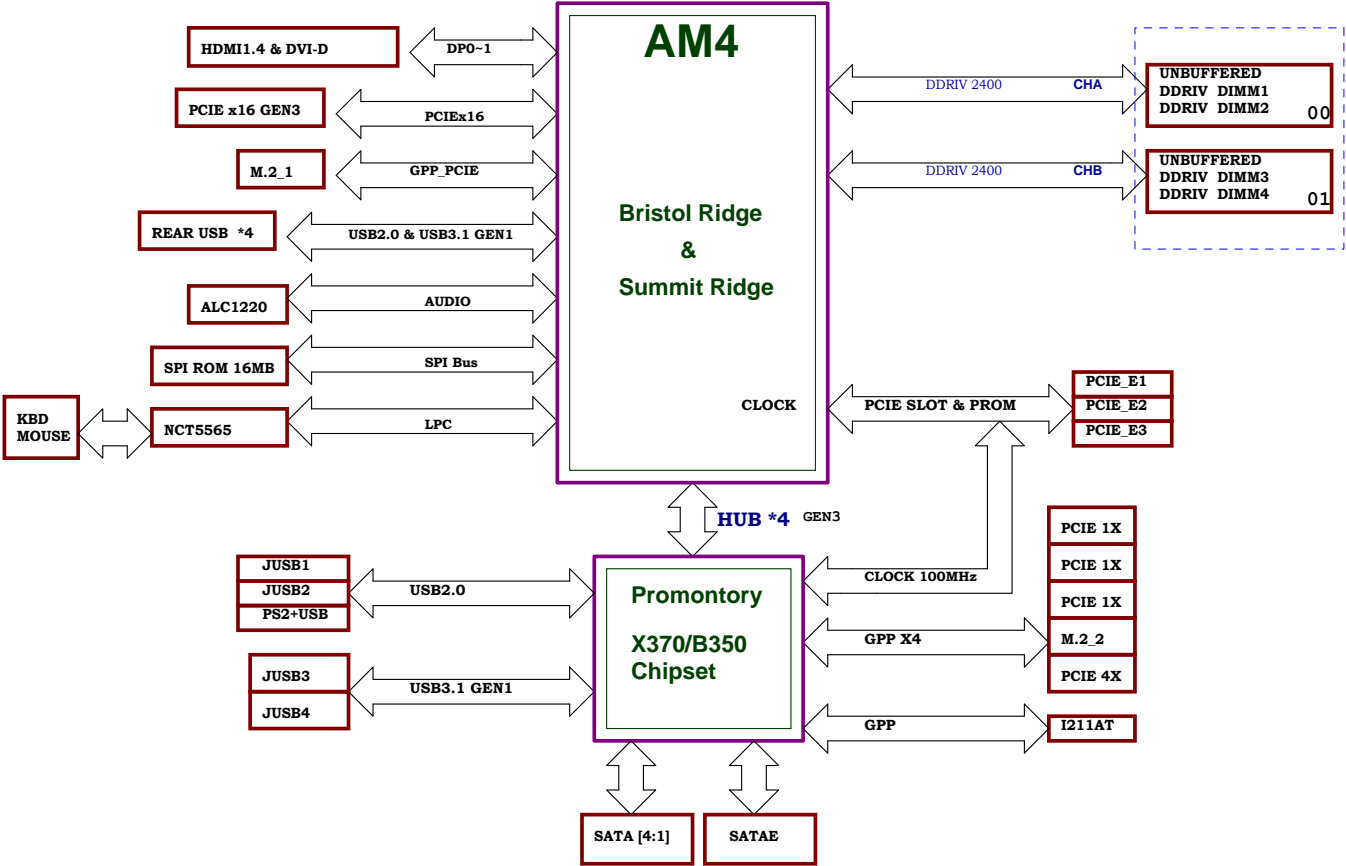 AM4
HDMI1.4 & DVI-D
DP0~1
PCIE x16 GEN3
PCIEx16
M.2_1
GPP_PCIE
REAR USB *4
USB2.0 & USB3.1 GEN1
ALC1220
AUDIO
SPI ROM 16MB
SPI Bus
KBD
MOUSE
NCT5565
LPC
Bristol Ridge
&
Summit Ridge
CLOCK
DDRIV 2400
CHA
UNBUFFERED
DDRIV DIMM1
DDRIV DIMM2
00
DDRIV 2400
CHB
UNBUFFERED
DDRIV DIMM3
DDRIV DIMM4
01
PCIE SLOT & PROM
PCIE_E1
PCIE_E2
PCIE_E3
HUB *4 GEN3
JUSB1
JUSB2
PS2+USB
USB2.0
JUSB3
JUSB4
USB3.1 GEN1
Promontory
X370/B350
Chipset
CLOCK 100MHz
GPP X4
PCIE 1X
PCIE 1X
PCIE 1X
M.2_2
PCIE 4X
GPP
I211AT
SATA [4:1]
SATAE